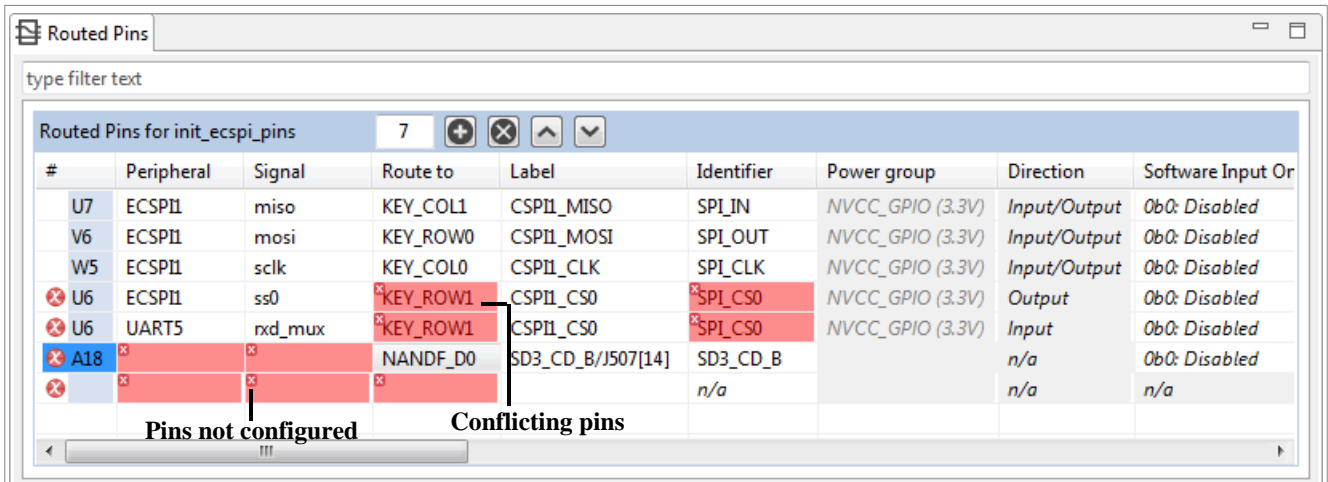 Routed Pins
type filter text
Routed Pins for init_ecspi_pins 7
# Peripheral Signal Route to Label Identifier Power group Direction Software Input On
U7 ECSPI1 miso KEY_COL1 CSPI1_MISO SPI_IN NVCC_GPIO (3.3V) Input/Output 0b0: Disabled
V6 ECSPI1 mosi KEY_ROW0 CSPI1_MOSI SPI_OUT NVCC_GPIO (3.3V) Input/Output 0b0: Disabled
W5 ECSPI1 sclk KEY_COL0 CSPI1_CLK SPI_CLK NVCC_GPIO (3.3V) Input/Output 0b0: Disabled
U6 ECSPI1 ss0 KEY_ROW1 CSPI1_CS0 SPI_CS0 NVCC_GPIO (3.3V) Output 0b0: Disabled
U6 UART5 rxd_mux KEY_ROW1 CSPI1_CS0 SPI_CS0 NVCC_GPIO (3.3V) Input 0b0: Disabled
A18 NANDF_D0 SD3_CD_B/J507[14] SD3_CD_B n/a 0b0: Disabled
n/a n/a n/a
Pins not configured Conflicting pins